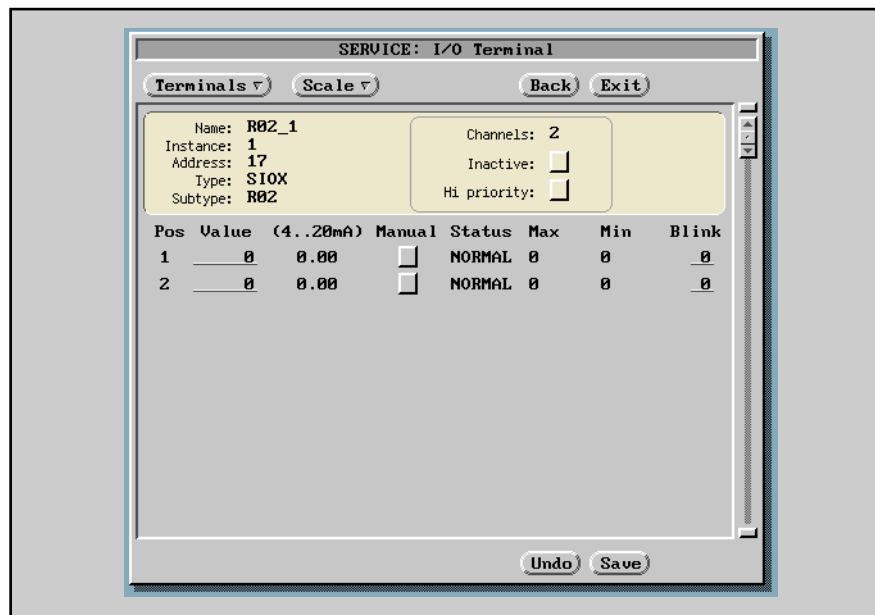 SERVICE: I/O Terminal
Terminals Scale Back Exit
Name: R02_1
Instance: 1
Address: 17
Type: SIOX
Subtype: R02
Channels: 2
Inactive:
Hi priority:
Pos Value (4..20mA) Manual Status Max Min Blink
1 0 0.00 NORMAL 0 0 0
2 0 0.00 NORMAL 0 0 0
Undo Save